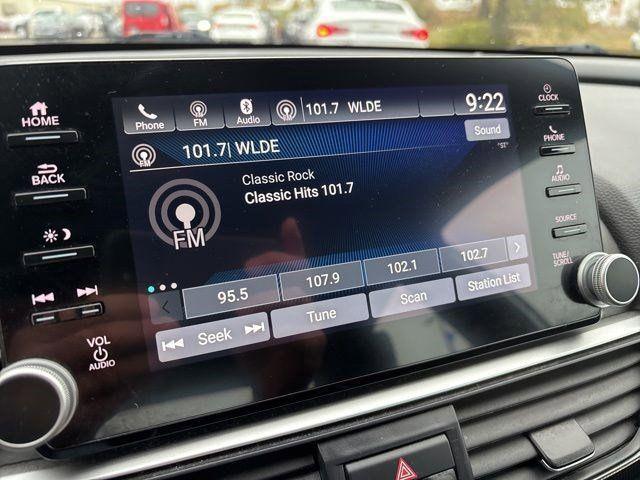 HOME
BACK
VOL
AUDIO
Phone
FM
Audio
101.7 WLDE
9:22
Sound
FM
101.7| WLDE
"ST"
Classic Rock
Classic Hits 101.7
FM
95.5
107.9
102.1
102.7
Seek
Tune
Scan
Station List
CLOCK
PHONE
AUDIO
SOURCE
TUNE/
SCROLL